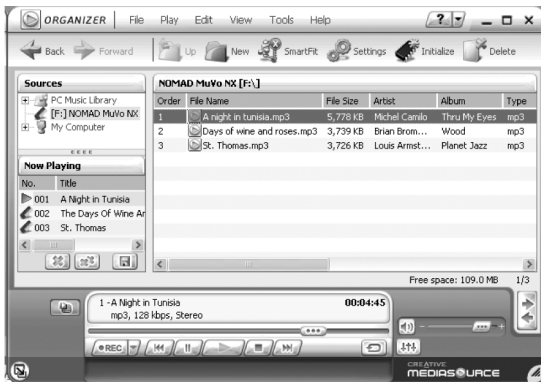 ORGANIZER File Play Edit View Tools Help ?
Back Forward Up New SmartFit Settings Initialize Delete
Sources
PC Music Library
[F:] NOMAD MuVo NX
My Computer
Now Playing
No. Title
001 A Night in Tunisia
002 The Days Of Wine Ar
003 St. Thomas
NOMAD MuVo NX [F:\]
Order File Name File Size Artist Album Type
1 A night in tunisia.mp3 5,778 KB Michel Camilo Thru My Eyes mp3
2 Days of wine and roses.mp3 3,739 KB Brian Brom... Wood mp3
3 St. Thomas.mp3 3,726 KB Louis Armst... Planet Jazz mp3
Free space: 109.0 MB 1/3
1 -A Night in Tunisia 00:04:45
mp3, 128 kbps, Stereo
REC
CREATIVE
MEDIASOURCE